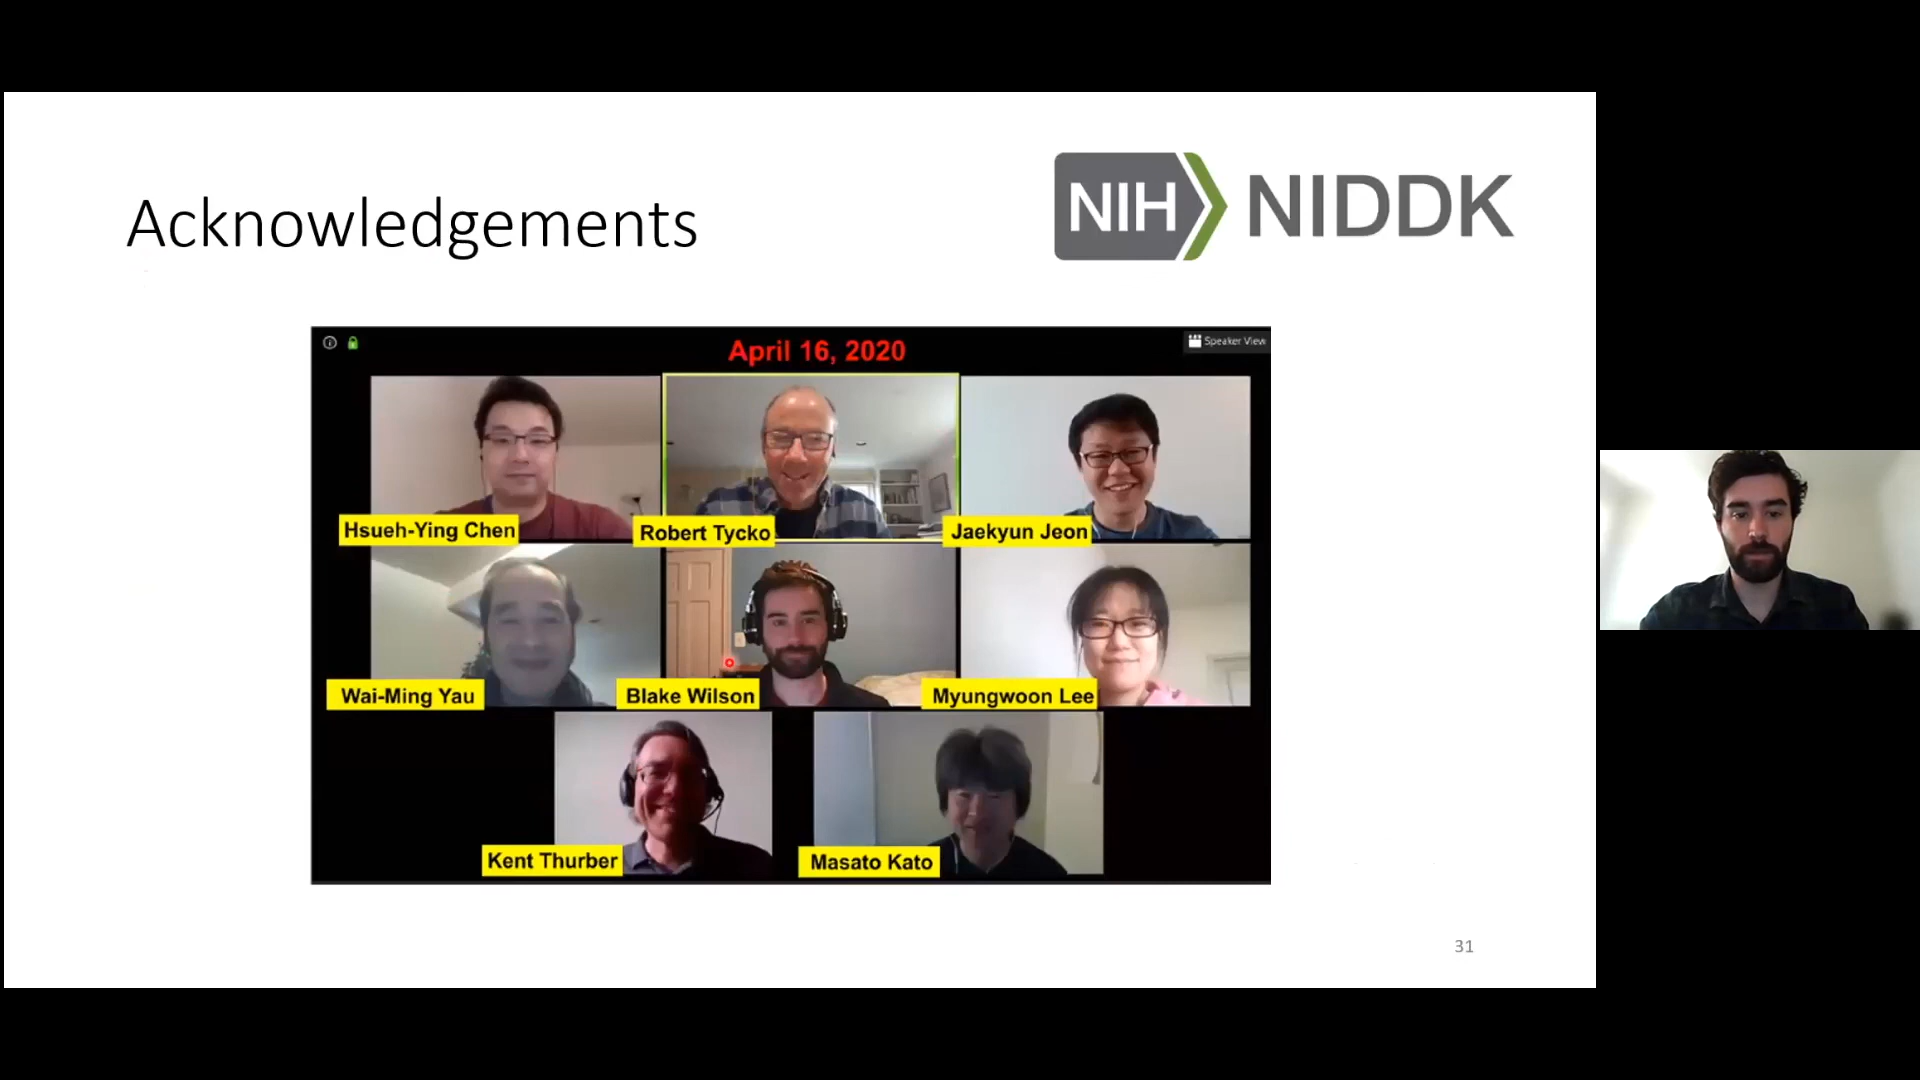 Acknowledgements
NIH NIDDK
April 16, 2020
Speaker View
Hsueh-Ying Chen
Robert Tycko
Jaekyun Jeon
Wai-Ming Yau
Blake Wilson
Myungwoon Lee
Kent Thurber
Masato Kato
31